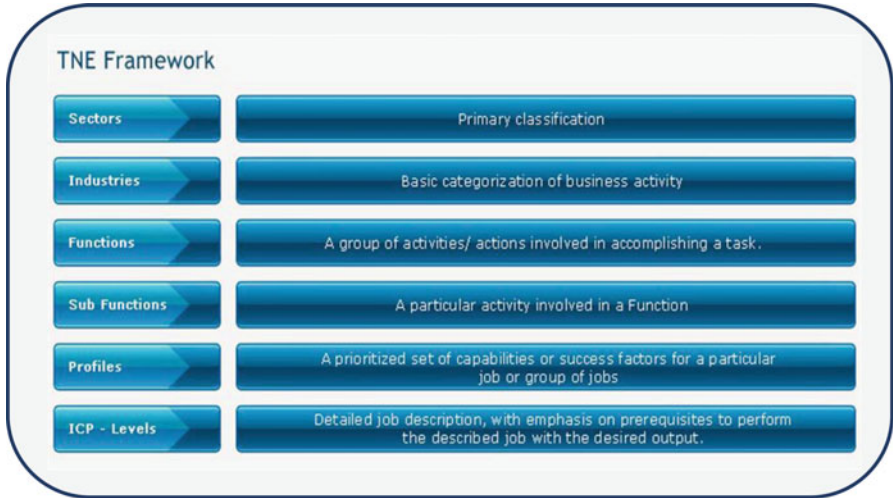 TNE Framework
Sectors
Primary classification
Industries
Basic categorization of business activity
Functions
A group of activities/ actions involved in accomplishing a task.
Sub Functions
A particular activity involved in a Function
Profiles
A prioritized set of capabilities or success factors for a particular
job or group of jobs
ICP - Levels
Detailed job description, with emphasis on prerequisites to perform
the described job with the desired output.